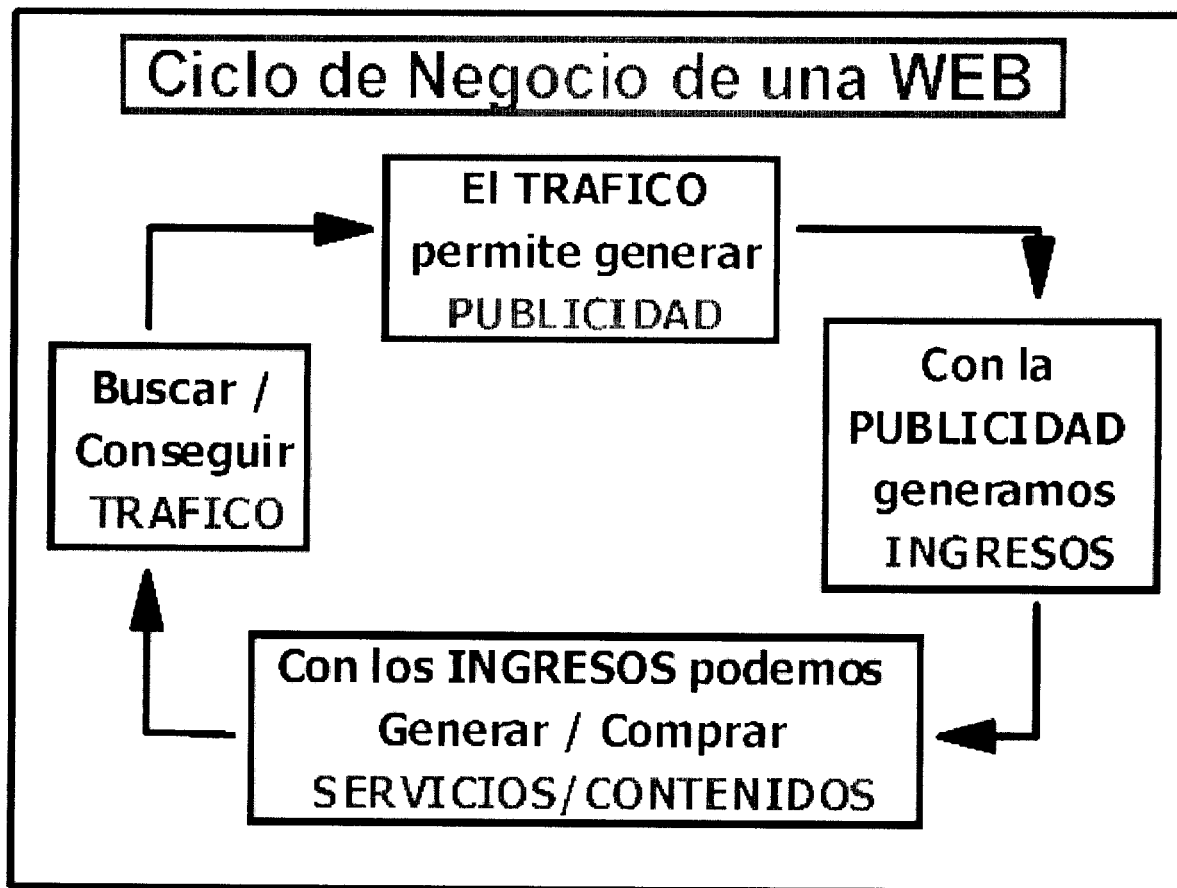 Ciclo de Negocio de una WEB
El TRAFICO
permite generar
PUBLICIDAD
Con la
PUBLICIDAD
generamos
INGRESOS
Con los INGRESOS podemos
Generar / Comprar
SERVICIOS/CONTENIDOS
Buscar /
Conseguir
TRAFICO